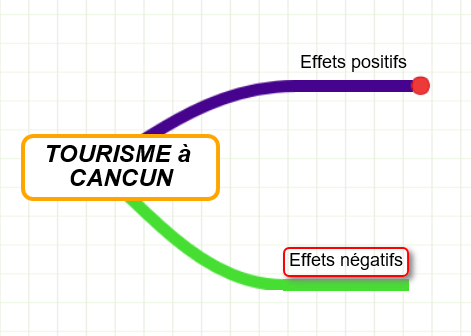 Effets positifs
TOURISME à
CANCUN
Effets négatifs